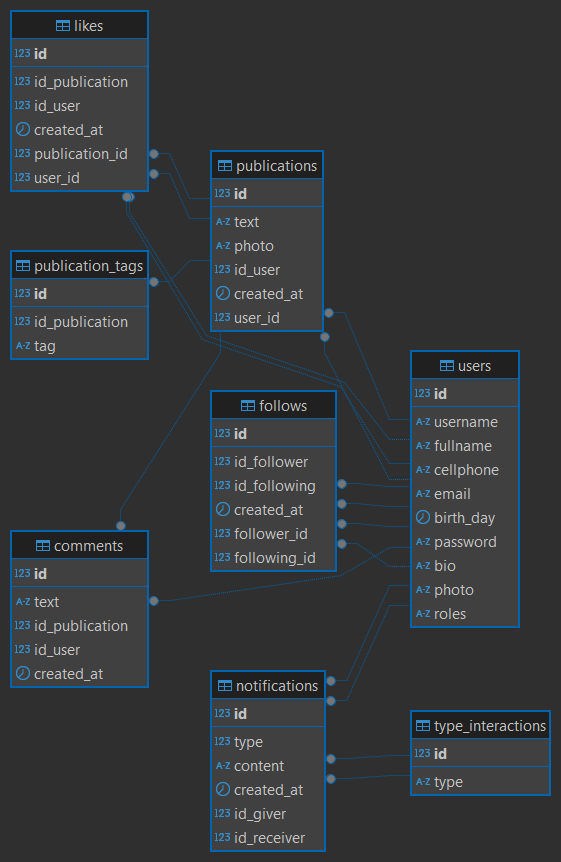 likes
123 id
123 id_publication
123 id_user
created_at
123 publication_id
123 user_id
publications
123 id
A-Z text
A-Z photo
123 id_user
created_at
123 user_id
publication_tags
123 id
123 id_publication
A-Z tag
users
123 id
A-Z username
A-Z fullname
A-Z cellphone
A-Z email
birth_day
A-Z password
A-Z bio
A-Z photo
A-Z roles
follows
123 id
123 id_follower
123 id_following
created_at
123 follower_id
123 following_id
comments
123 id
A-Z text
123 id_publication
123 id_user
created_at
notifications
123 id
123 type
A-Z content
created_at
123 id_giver
123 id_receiver
type_interactions
123 id
A-Z type